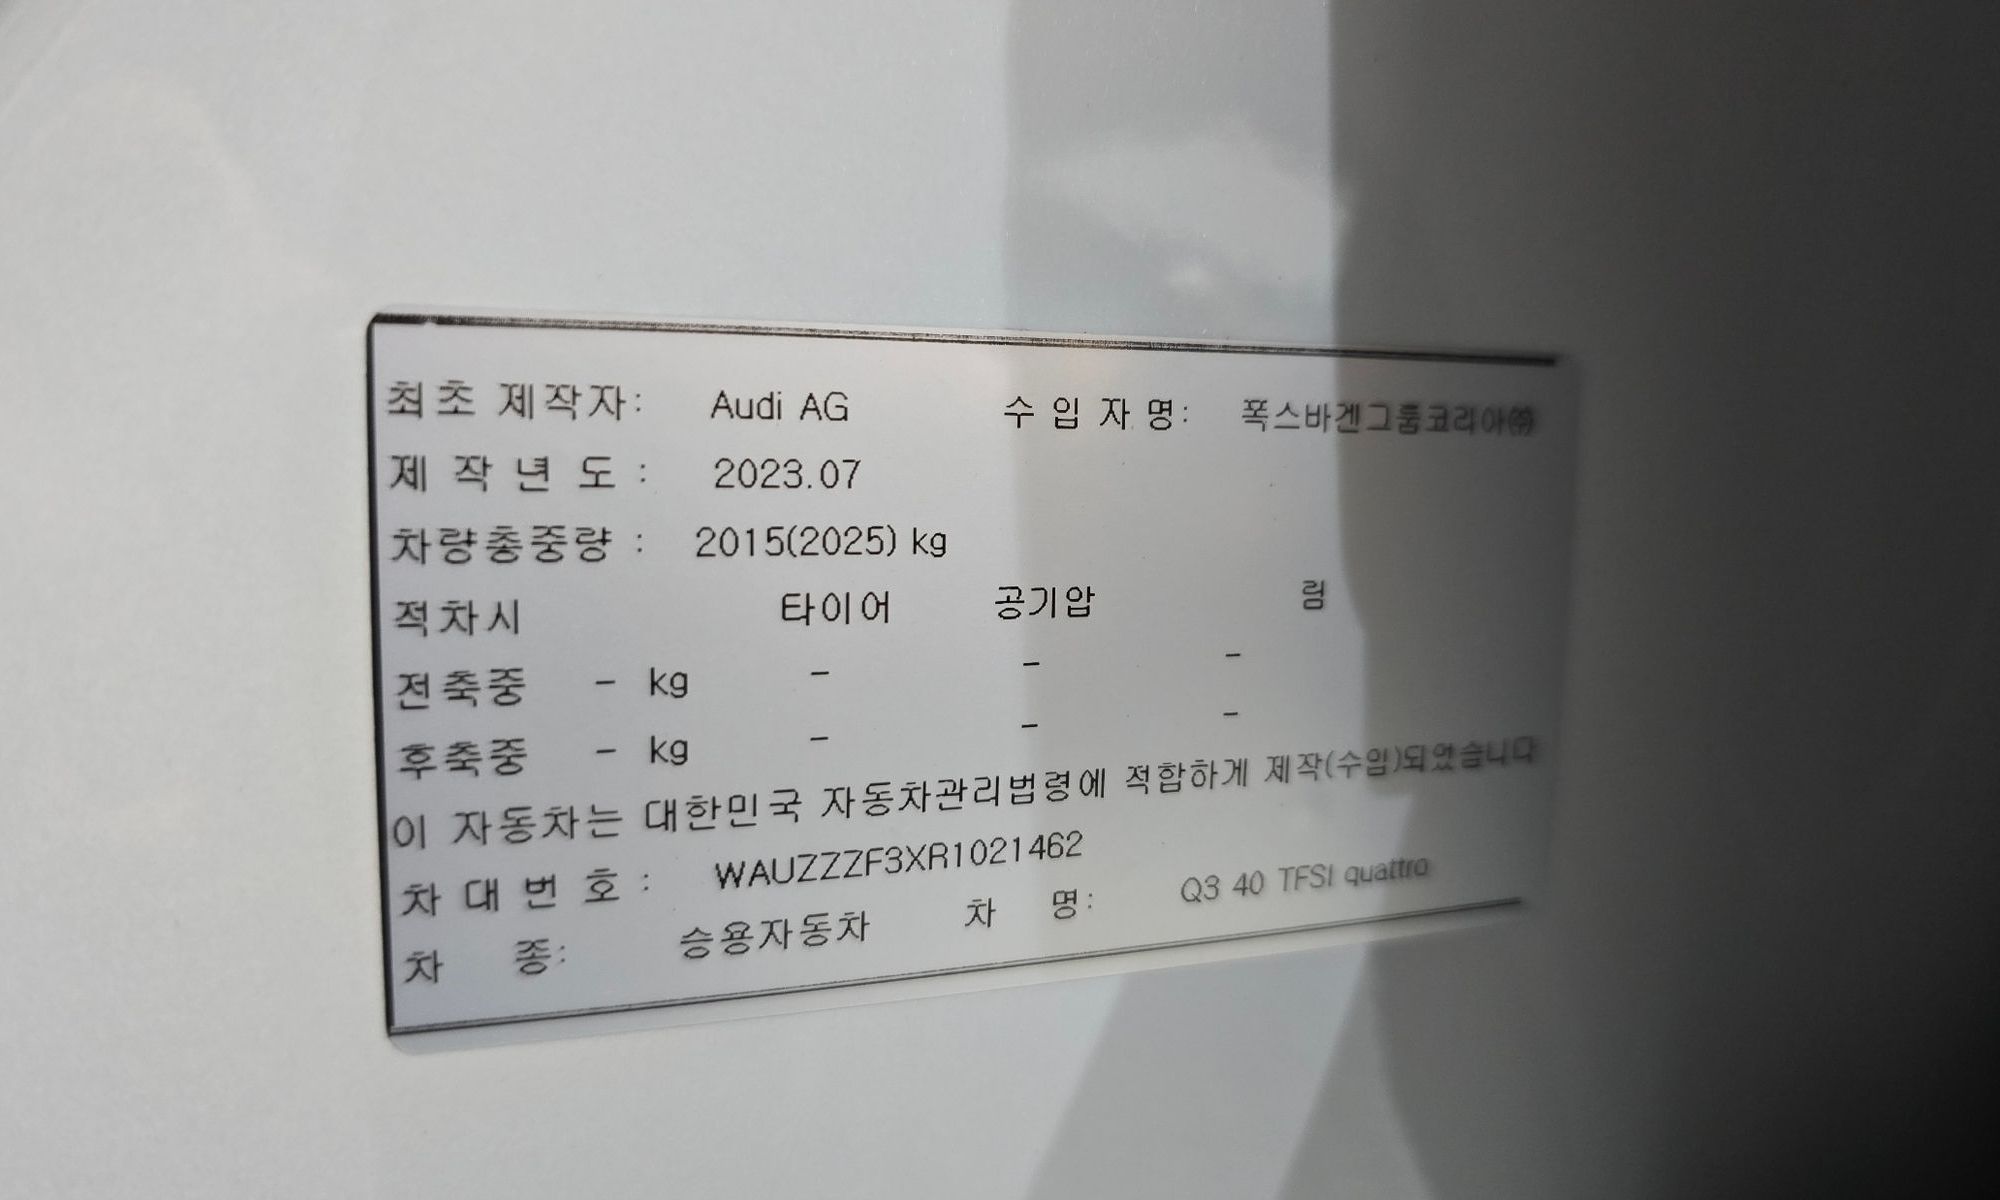 최초 제작자: Audi AG 수입자명: 폭스바겐그룹코리아㈜
제작년도: 2023.07
차량총중량: 2015(2025) kg
적차시 타이어 공기압 림
전축중 - kg - - -
후축중 - kg - - -
이 자동차는 대한민국 자동차관리법령에 적합하게 제작(수입)되었습니다
차대번호: WAUZZZF3XR1021462
차 종: 승용자동차 차 명: Q3 40 TFSI quattro